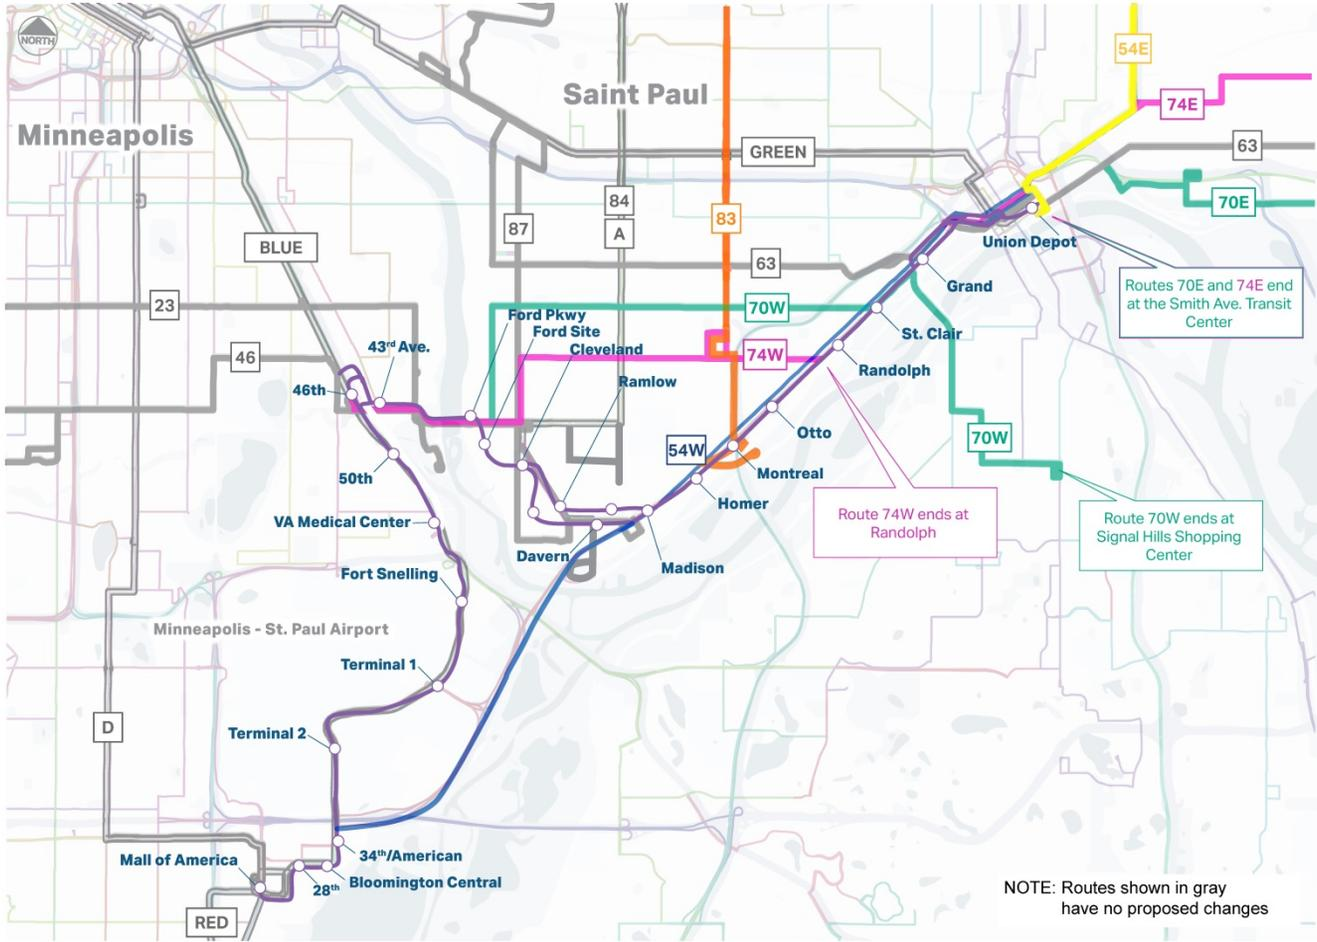 NORTH
54E
74E
Saint Paul
Minneapolis
GREEN
63
84
70E
87
83
A
BLUE
Union Depot
63
Grand
Routes 70E and 74E end
at the Smith Ave. Transit
Center
23
70W
Ford Pkwy
Ford Site
St. Clair
43rd Ave.
Cleveland
46
74W
Randolph
Ramlow
46th
Otto
70W
54W
Montreal
50th
Homer
Route 74W ends at
Randolph
Route 70W ends at
Signal Hills Shopping
Center
VA Medical Center
Davern
Madison
Fort Snelling
Minneapolis - St. Paul Airport
Terminal 1
D
Terminal 2
34th/American
Mall of America
28th
Bloomington Central
RED
NOTE: Routes shown in gray
have no proposed changes